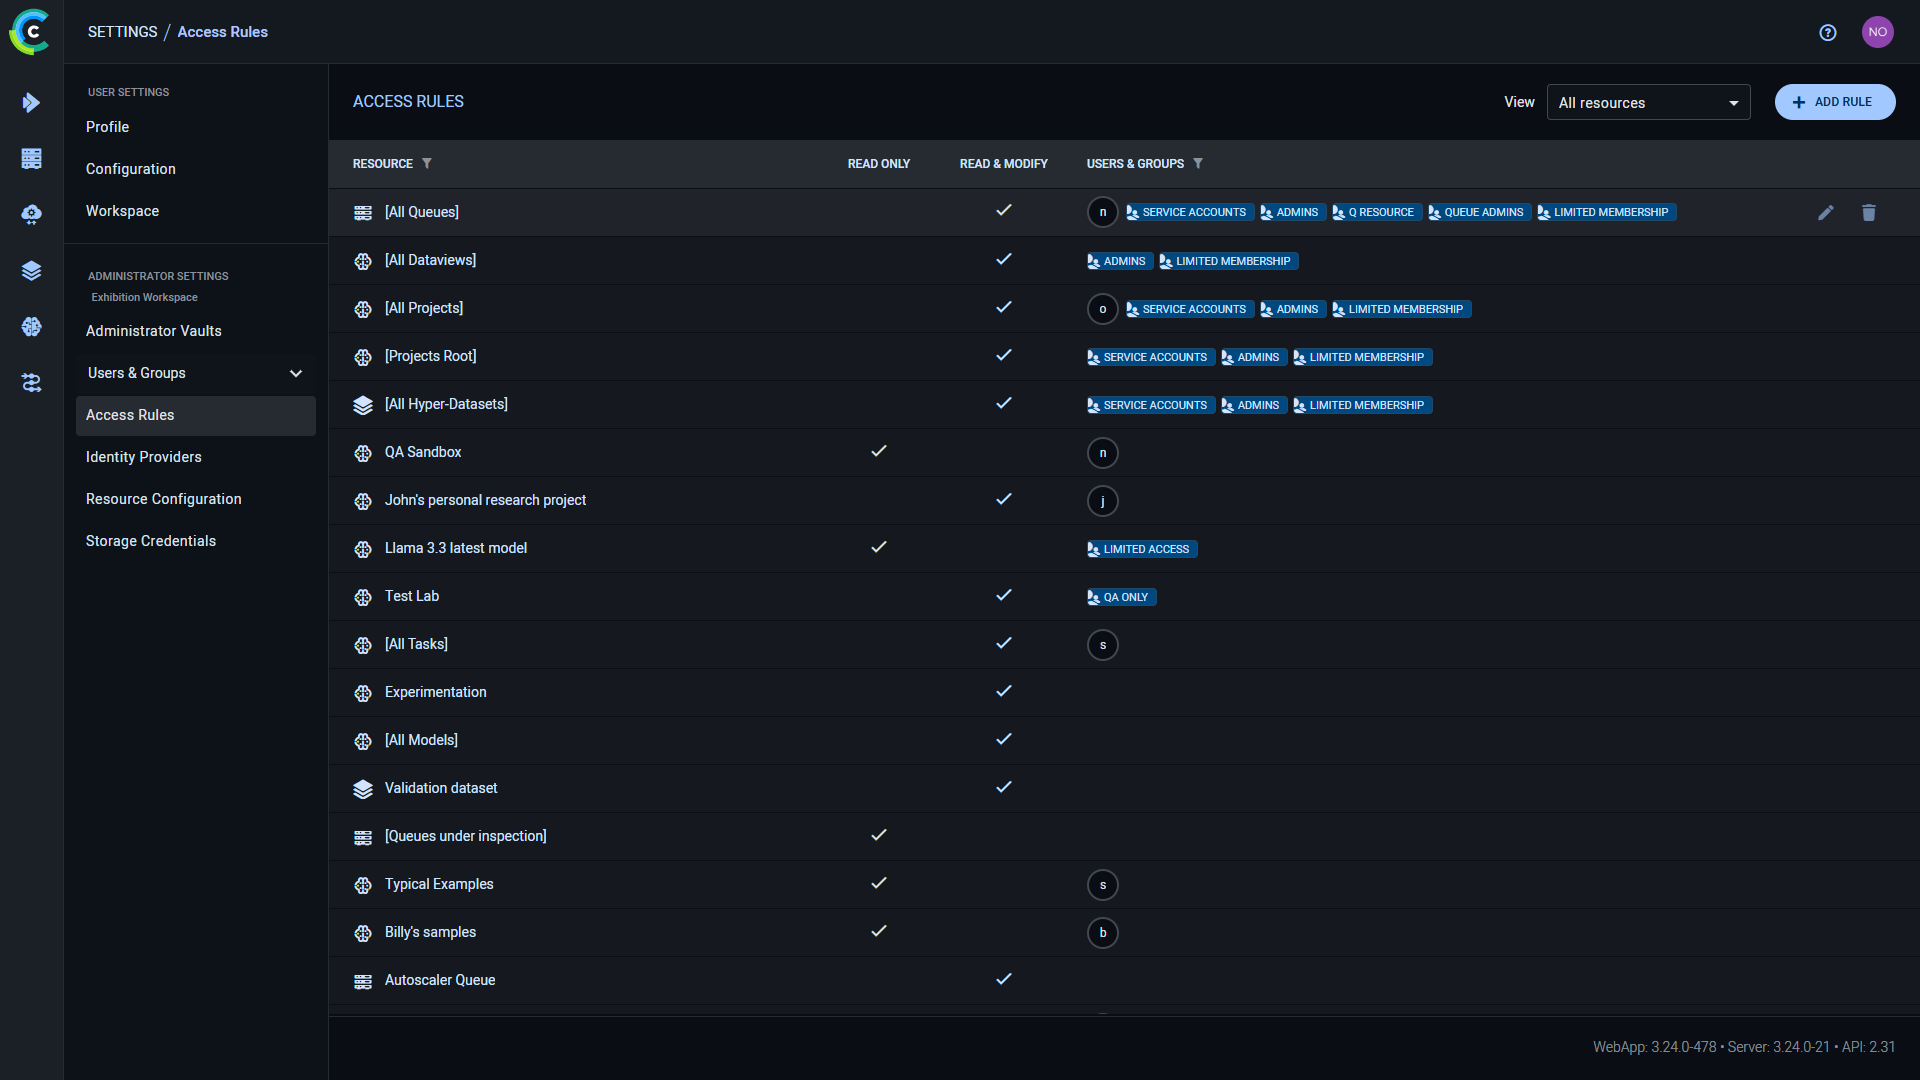 SETTINGS / Access Rules
NO
USER SETTINGS
Profile
Configuration
Workspace
ADMINISTRATOR SETTINGS
Exhibition Workspace
Administrator Vaults
Users & Groups
Access Rules
Identity Providers
Resource Configuration
Storage Credentials
ACCESS RULES
View All resources
+ ADD RULE
RESOURCE READ ONLY READ & MODIFY USERS & GROUPS
[All Queues] n SERVICE ACCOUNTS ADMINS Q RESOURCE QUEUE ADMINS LIMITED MEMBERSHIP
[All Dataviews] ADMINS LIMITED MEMBERSHIP
[All Projects] o SERVICE ACCOUNTS ADMINS LIMITED MEMBERSHIP
[Projects Root] SERVICE ACCOUNTS ADMINS LIMITED MEMBERSHIP
[All Hyper-Datasets] SERVICE ACCOUNTS ADMINS LIMITED MEMBERSHIP
QA Sandbox n
John's personal research project j
Llama 3.3 latest model LIMITED ACCESS
Test Lab QA ONLY
[All Tasks] s
Experimentation
[All Models]
Validation dataset
[Queues under inspection]
Typical Examples s
Billy's samples b
Autoscaler Queue
WebApp: 3.24.0-478 • Server: 3.24.0-21 • API: 2.31